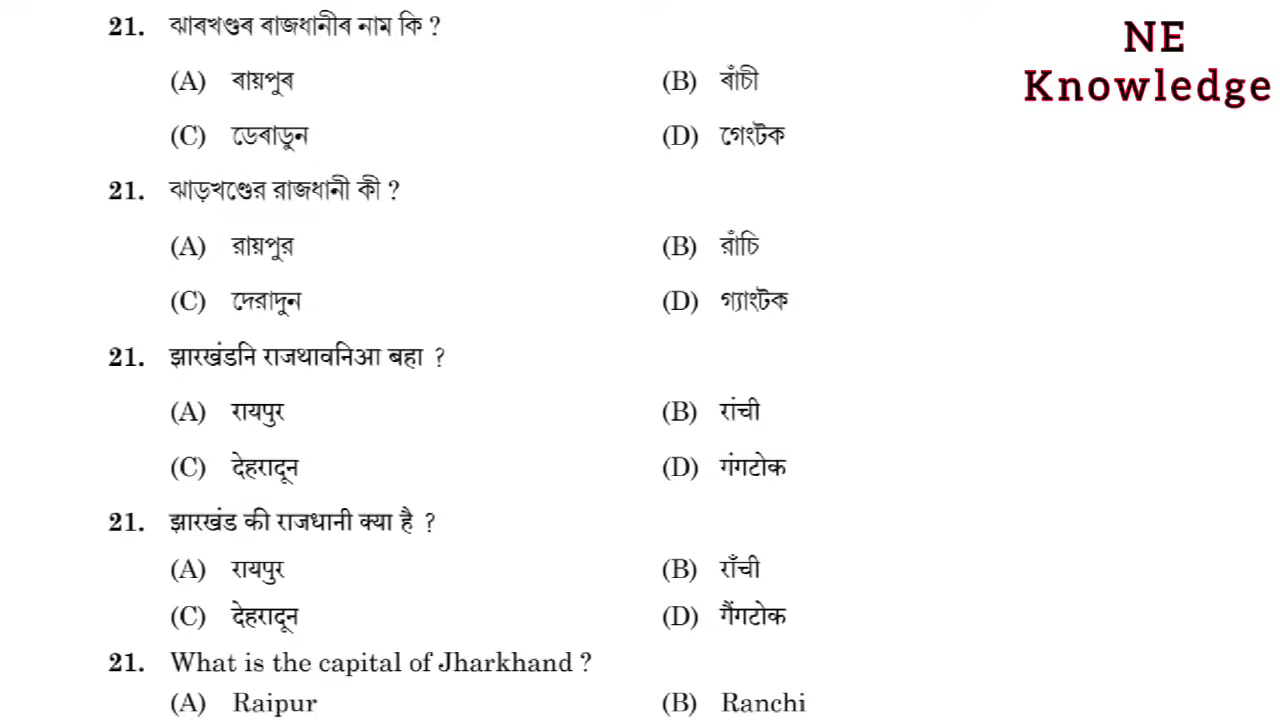 21. ঝাৰখণ্ডৰ ৰাজধানীৰ নাম কি ?
(A) ৰায়পুৰ (B) ৰাঁচী
(C) ডেৰাডুন (D) গেংটক
21. ঝাড়খণ্ডের রাজধানী কী ?
(A) রায়পুর (B) রাঁচি
(C) দেরাদুন (D) গ্যাংটক
21. झारखंडनि राजथावनिआ बहा ?
(A) रायपुर (B) रांची
(C) देहरादून (D) गंगटोक
21. झारखंड की राजधानी क्या है ?
(A) रायपुर (B) राँची
(C) देहरादून (D) गैंगटोक
21. What is the capital of Jharkhand ?
(A) Raipur (B) Ranchi
NE
Knowledge